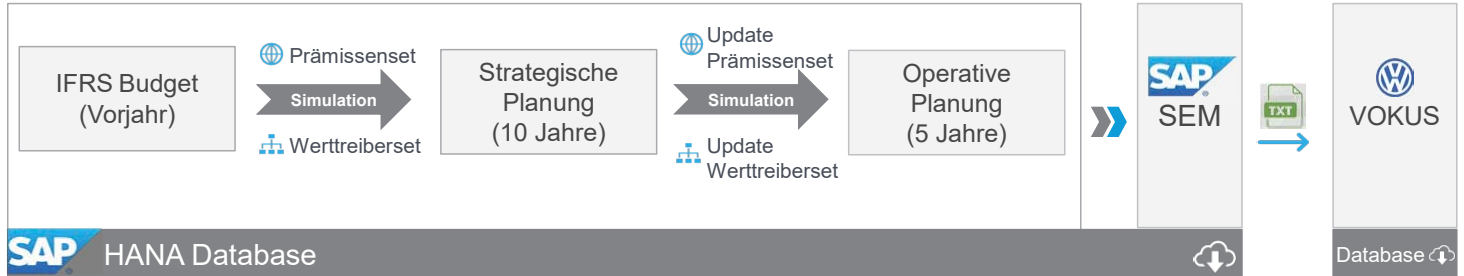 IFRS Budget
(Vorjahr)
Prämissenset
Simulation
Werttreiberset
Strategische
Planung
(10 Jahre)
Update
Prämissenset
Simulation
Update
Werttreiberset
Operative
Planung
(5 Jahre)
SAP
SEM
TXT
VOKUS
SAP HANA Database
Database